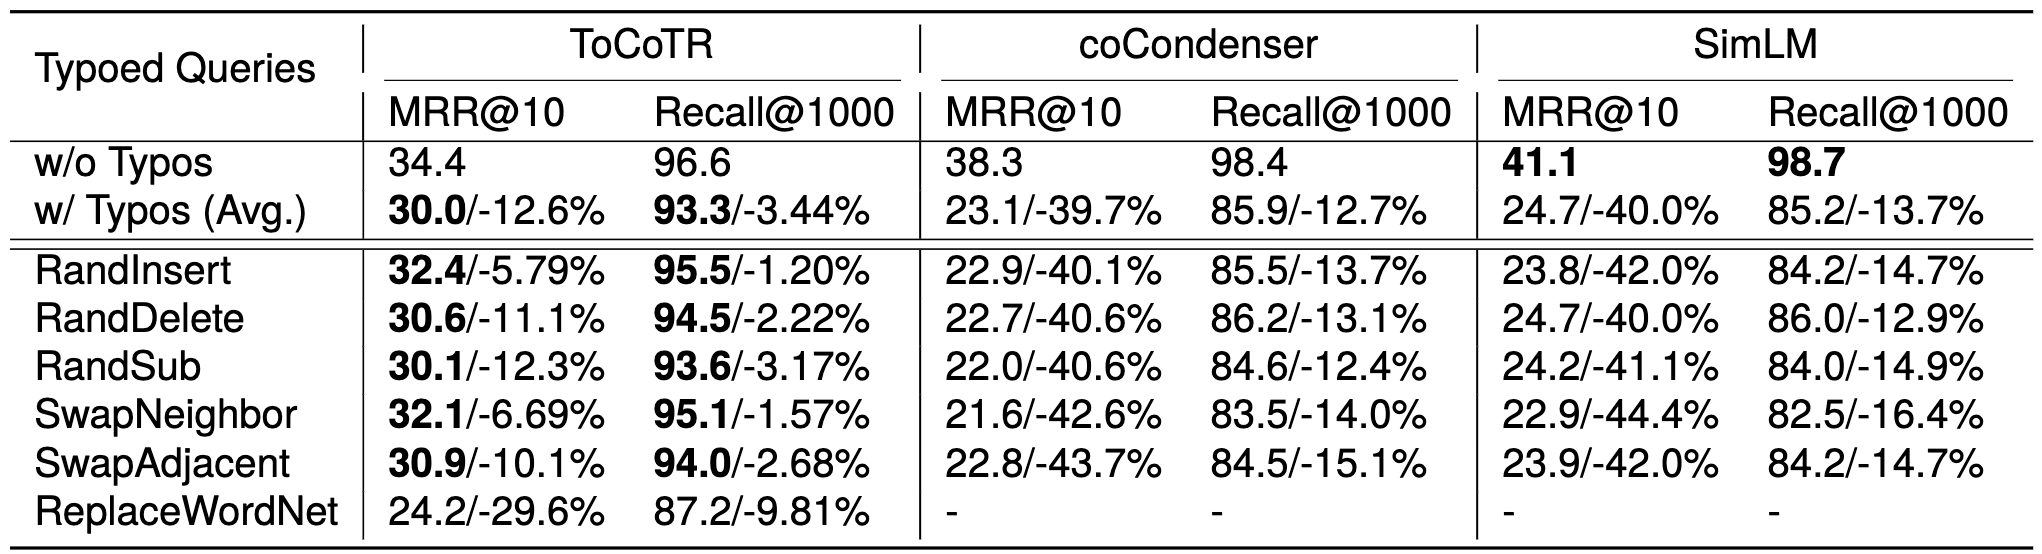 Typoed Queries ToCoTR coCondenser SimLM
MRR@10 Recall@1000 MRR@10 Recall@1000 MRR@10 Recall@1000
w/o Typos 34.4 96.6 38.3 98.4 41.1 98.7
w/ Typos (Avg.) 30.0/-12.6% 93.3/-3.44% 23.1/-39.7% 85.9/-12.7% 24.7/-40.0% 85.2/-13.7%
RandInsert 32.4/-5.79% 95.5/-1.20% 22.9/-40.1% 85.5/-13.7% 23.8/-42.0% 84.2/-14.7%
RandDelete 30.6/-11.1% 94.5/-2.22% 22.7/-40.6% 86.2/-13.1% 24.7/-40.0% 86.0/-12.9%
RandSub 30.1/-12.3% 93.6/-3.17% 22.0/-40.6% 84.6/-12.4% 24.2/-41.1% 84.0/-14.9%
SwapNeighbor 32.1/-6.69% 95.1/-1.57% 21.6/-42.6% 83.5/-14.0% 22.9/-44.4% 82.5/-16.4%
SwapAdjacent 30.9/-10.1% 94.0/-2.68% 22.8/-43.7% 84.5/-15.1% 23.9/-42.0% 84.2/-14.7%
ReplaceWordNet 24.2/-29.6% 87.2/-9.81% - - - -